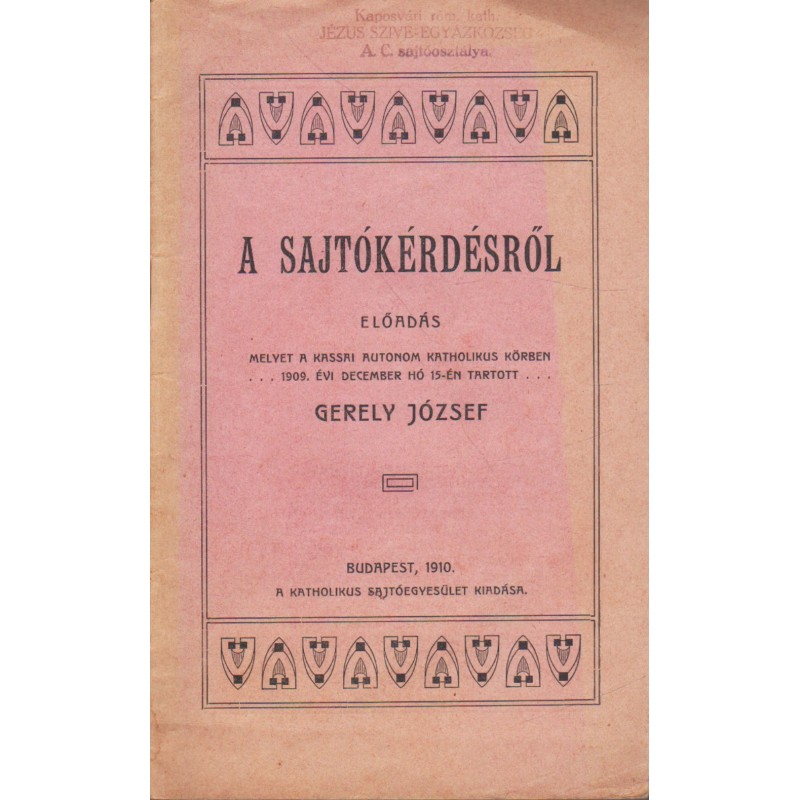 Kaposvári róm. kath.
JÉZUS SZIVE-EGYHÁZKÖZSÉG
A. C. sajtóosztálya.
A SAJTÓKÉRDÉSRŐL
ELŐADÁS
MELYET A KASSAI AUTONOM KATHOLIKUS KÖRBEN
. . . 1909. ÉVI DECEMBER HÓ 15-ÉN TARTOTT . . .
GERELY JÓZSEF
BUDAPEST, 1910.
A KATHOLIKUS SAJTÓEGYESÜLET KIADÁSA.